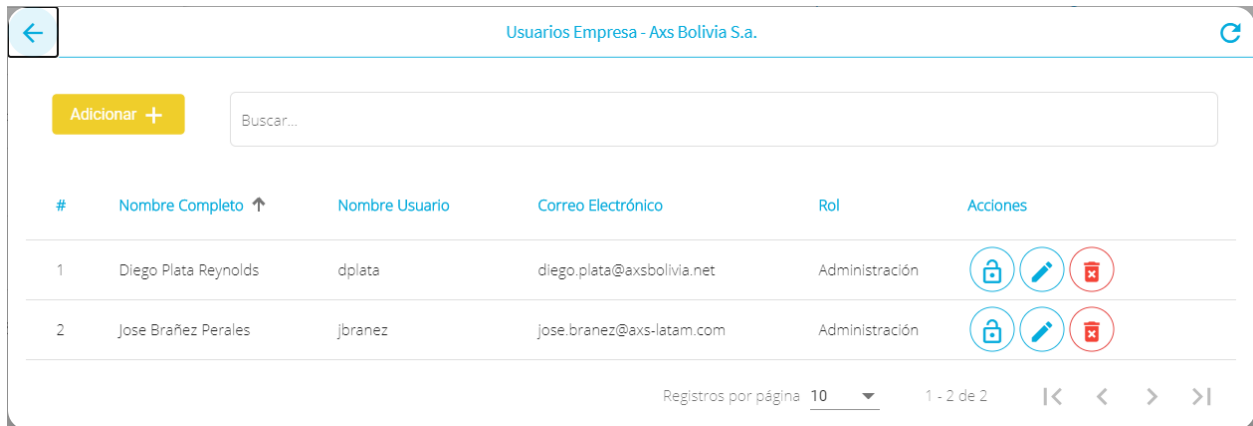 Usuarios Empresa - Axs Bolivia S.a.
Adicionar
Buscar...
# Nombre Completo Nombre Usuario Correo Electrónico Rol Acciones
1 Diego Plata Reynolds dplata diego.plata@axsbolivia.net Administración
2 Jose Brañez Perales jbranez jose.branez@axs-latam.com Administración
Registros por página 10 1 - 2 de 2